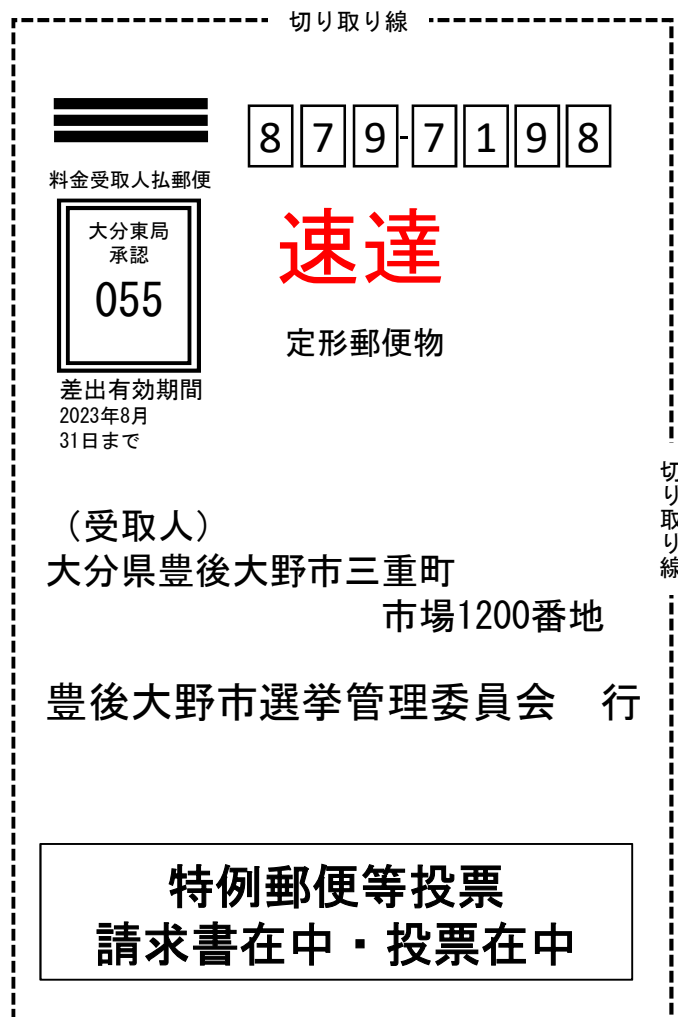 切り取り線
879-7198
料金受取人払郵便
大分東局
承認
055
速達
定形郵便物
差出有効期間
2023年8月
31日まで
切り取り線
（受取人）
大分県豊後大野市三重町
市場1200番地
豊後大野市選挙管理委員会　行
特例郵便等投票
請求書在中・投票在中